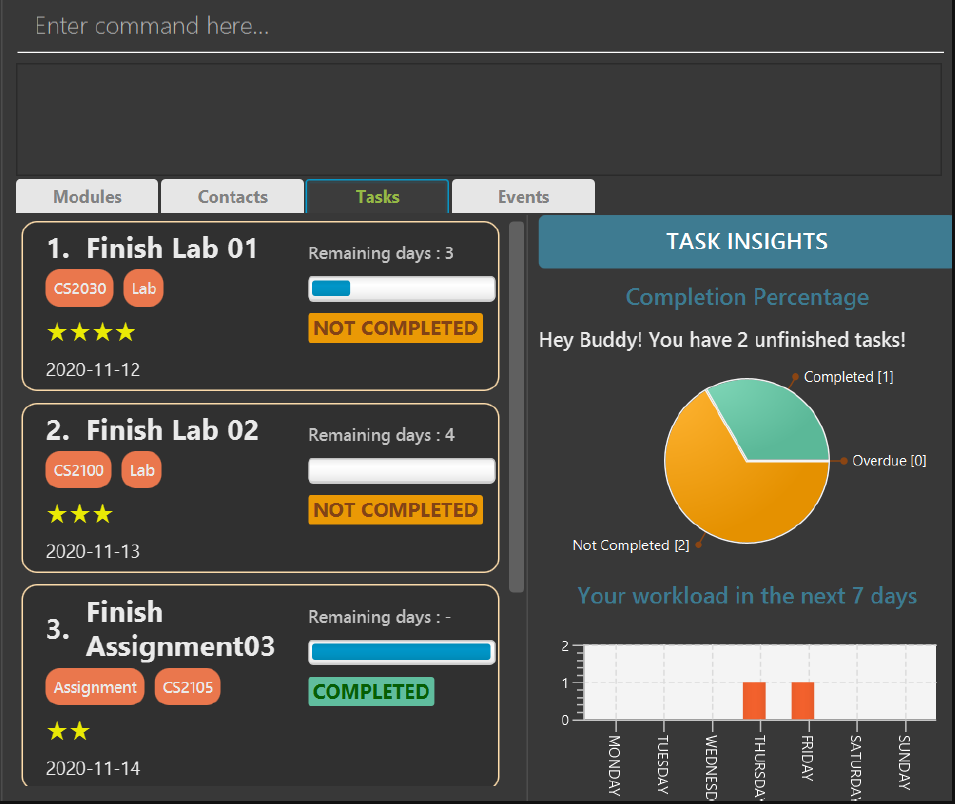 Enter command here...
Modules Contacts Tasks Events
1. Finish Lab 01
CS2030 Lab
2020-11-12
Remaining days : 3
NOT COMPLETED
2. Finish Lab 02
CS2100 Lab
2020-11-13
Remaining days : 4
NOT COMPLETED
3. Finish
Assignment03
Assignment CS2105
2020-11-14
Remaining days : -
COMPLETED
TASK INSIGHTS
Completion Percentage
Hey Buddy! You have 2 unfinished tasks!
Completed [1]
Overdue [0]
Not Completed [2]
Your workload in the next 7 days
2
1
0
MONDAY
TUESDAY
WEDNESD
THURSDAY
FRIDAY
SATURDAY
SUNDAY